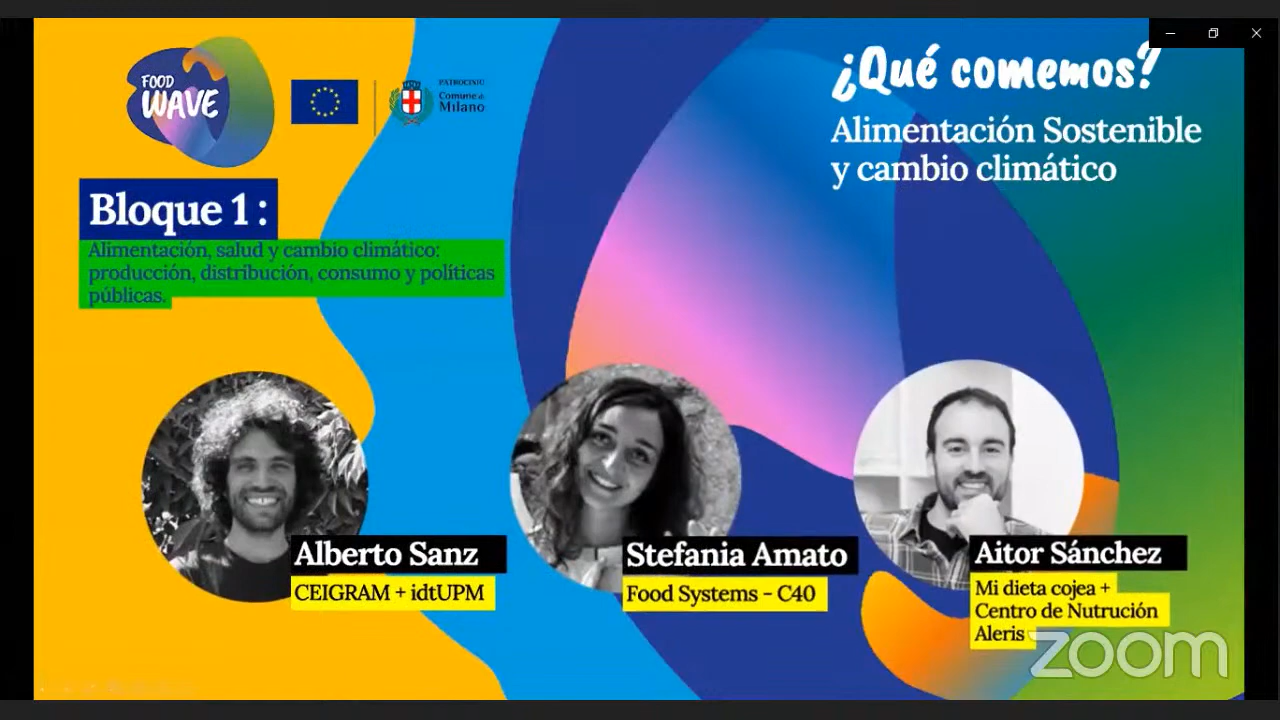 FOOD
WAVE
PATROCINIO
Comune di
Milano
¿Qué comemos?
Alimentación Sostenible
y cambio climático
Bloque 1 :
Alimentación, salud y cambio climático:
producción, distribución, consumo y políticas
públicas.
Alberto Sanz
CEIGRAM + idtUPM
Stefania Amato
Food Systems - C40
Aitor Sánchez
Mi dieta cojea +
Centro de Nutrución
Aleris
zoom